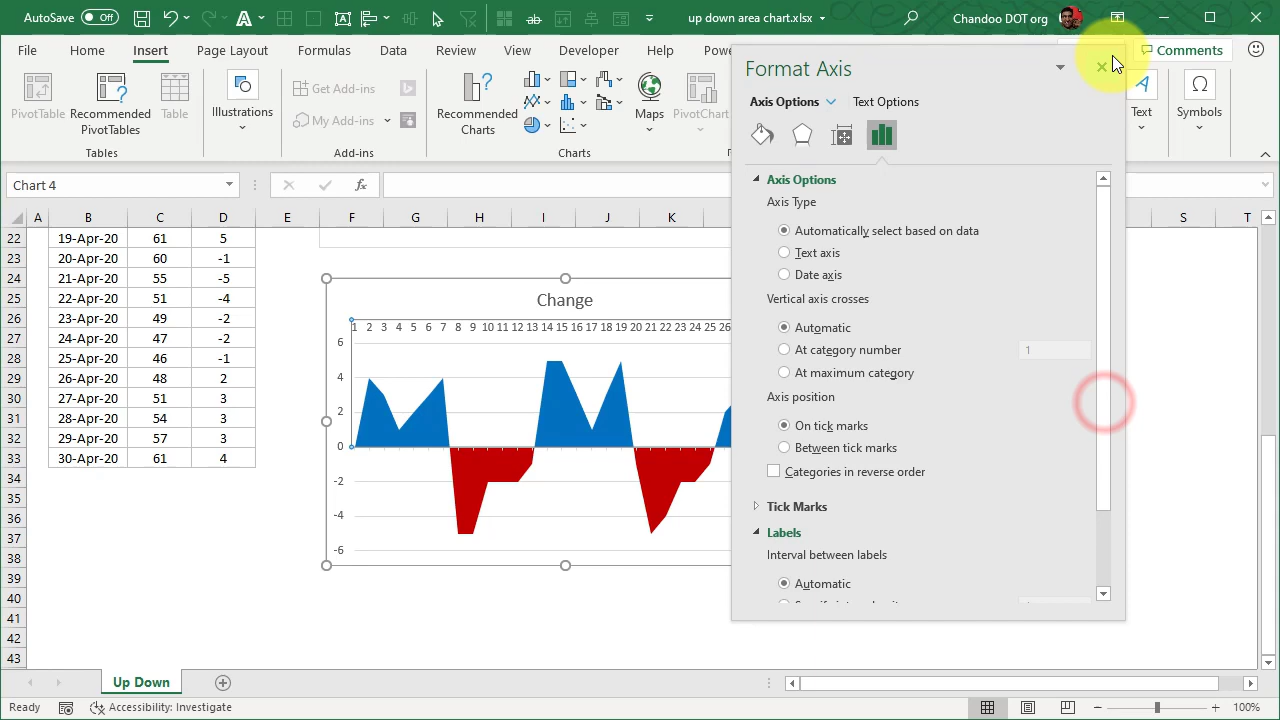 AutoSave Off
up down area chart.xlsx
Chandoo DOT org
File Home Insert Page Layout Formulas Data Review View Developer Help Pow
Comments
PivotTable
Recommended
PivotTables
Table
Illustrations
Get Add-ins
My Add-ins
Recommended
Charts
Maps
PivotChart
Text
Symbols
Tables
Add-ins
Charts
Chart 4
fx
A B C D E F G H I J K S T
22 19-Apr-20 61 5
23 20-Apr-20 60 -1
24 21-Apr-20 55 -5
25 22-Apr-20 51 -4
26 23-Apr-20 49 -2
27 24-Apr-20 47 -2
28 25-Apr-20 46 -1
29 26-Apr-20 48 2
30 27-Apr-20 51 3
31 28-Apr-20 54 3
32 29-Apr-20 57 3
33 30-Apr-20 61 4
34
35
36
37
38
39
40
41
42
43
Change
1 2 3 4 5 6 7 8 9 10 11 12 13 14 15 16 17 18 19 20 21 22 23 24 25 26
6
4
2
0
-2
-4
-6
Format Axis
Axis Options
Text Options
Axis Options
Axis Type
Automatically select based on data
Text axis
Date axis
Vertical axis crosses
Automatic
At category number 1
At maximum category
Axis position
On tick marks
Between tick marks
Categories in reverse order
Tick Marks
Labels
Interval between labels
Automatic
Up Down
Ready
Accessibility: Investigate
100%